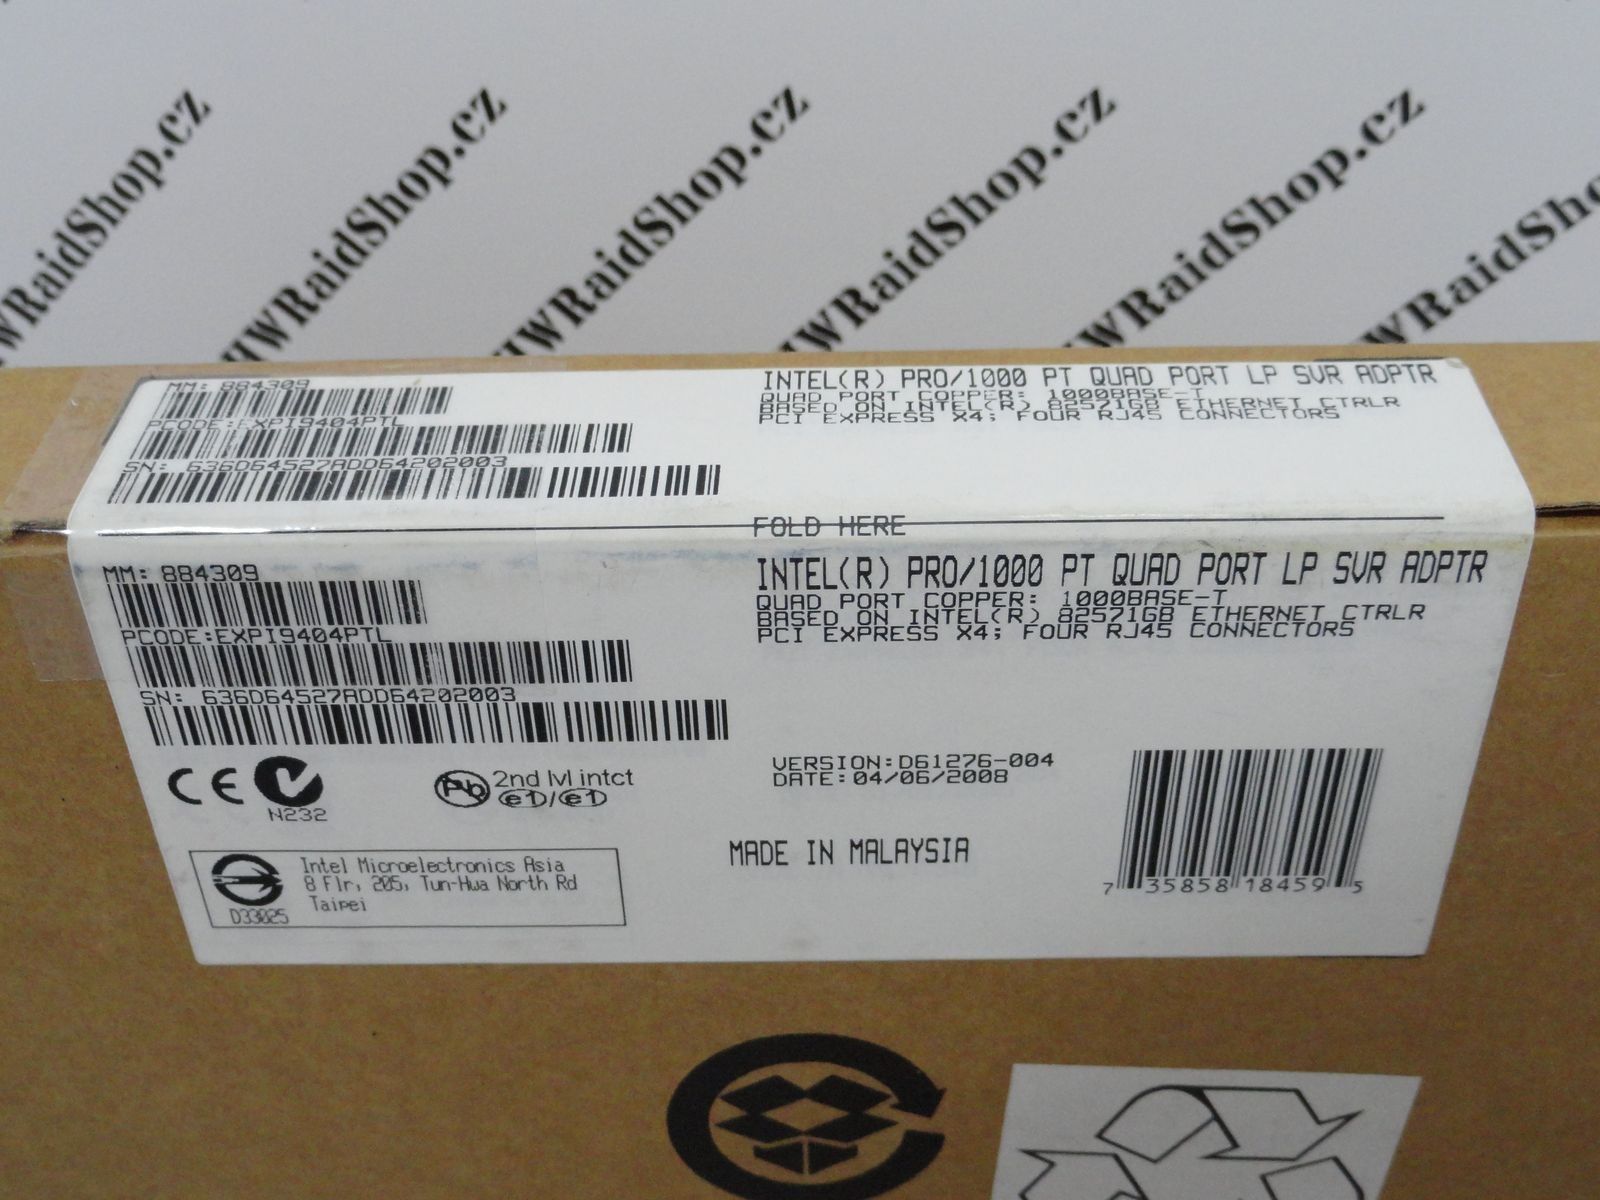 WRaidShop.cz
HWRaidShop.cz
HWRaidShop.cz
HWRaidShop.cz
HWRaidShop.cz
HWRaidShop
MM: 884309
PCODE:EXPI9404PTL
SN: 636D64527ADD64202003
INTEL(R) PRO/1000 PT QUAD PORT LP SVR ADPTR
QUAD PORT COPPER: 1000BASE-T
BASED ON INTEL(R) 82571GB ETHERNET CTRLR
PCI EXPRESS X4; FOUR RJ45 CONNECTORS
FOLD HERE
MM: 884309
PCODE:EXPI9404PTL
SN: 636D64527ADD64202003
INTEL(R) PRO/1000 PT QUAD PORT LP SVR ADPTR
QUAD PORT COPPER: 1000BASE-T
BASED ON INTEL(R) 82571GB ETHERNET CTRLR
PCI EXPRESS X4; FOUR RJ45 CONNECTORS
CE
N232
Pb 2nd lvl intct
e1/e1
VERSION:D61276-004
DATE:04/06/2008
MADE IN MALAYSIA
7 35858 18459 5
Intel Microelectronics Asia
8 Flr, 205, Tun-Hua North Rd
Taipei
D33025